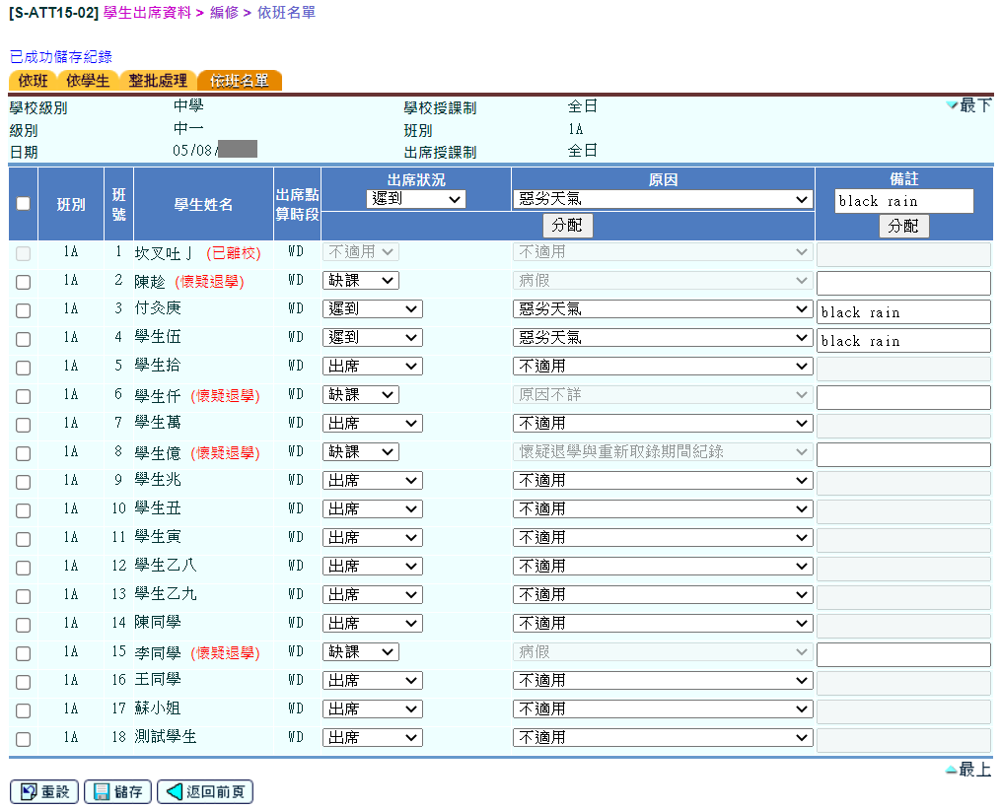 [S-ATT15-02] 學生出席資料 > 編修 > 依班名單
已成功儲存紀錄
依班 依學生 整批處理 依班名單
學校級別 中學 學校授課制 全日 最下
級別 中一 班別 1A
日期 05/08/ 出席授課制 全日
班別 班號 學生姓名 出席點算時段 出席狀況 原因 備註
遲到 惡劣天氣 black rain
分配 分配
1A 1 坎叉吐亅 (已離校) WD 不適用 不適用
1A 2 陳趁 (懷疑退學) WD 缺課 病假
1A 3 付灸庚 WD 遲到 惡劣天氣 black rain
1A 4 學生伍 WD 遲到 惡劣天氣 black rain
1A 5 學生拾 WD 出席 不適用
1A 6 學生仟 (懷疑退學) WD 缺課 原因不詳
1A 7 學生萬 WD 出席 不適用
1A 8 學生億 (懷疑退學) WD 缺課 懷疑退學與重新取錄期間紀錄
1A 9 學生兆 WD 出席 不適用
1A 10 學生丑 WD 出席 不適用
1A 11 學生寅 WD 出席 不適用
1A 12 學生乙八 WD 出席 不適用
1A 13 學生乙九 WD 出席 不適用
1A 14 陳同學 WD 出席 不適用
1A 15 李同學 (懷疑退學) WD 缺課 病假
1A 16 王同學 WD 出席 不適用
1A 17 蘇小姐 WD 出席 不適用
1A 18 測試學生 WD 出席 不適用
最上
重設 儲存 返回前頁